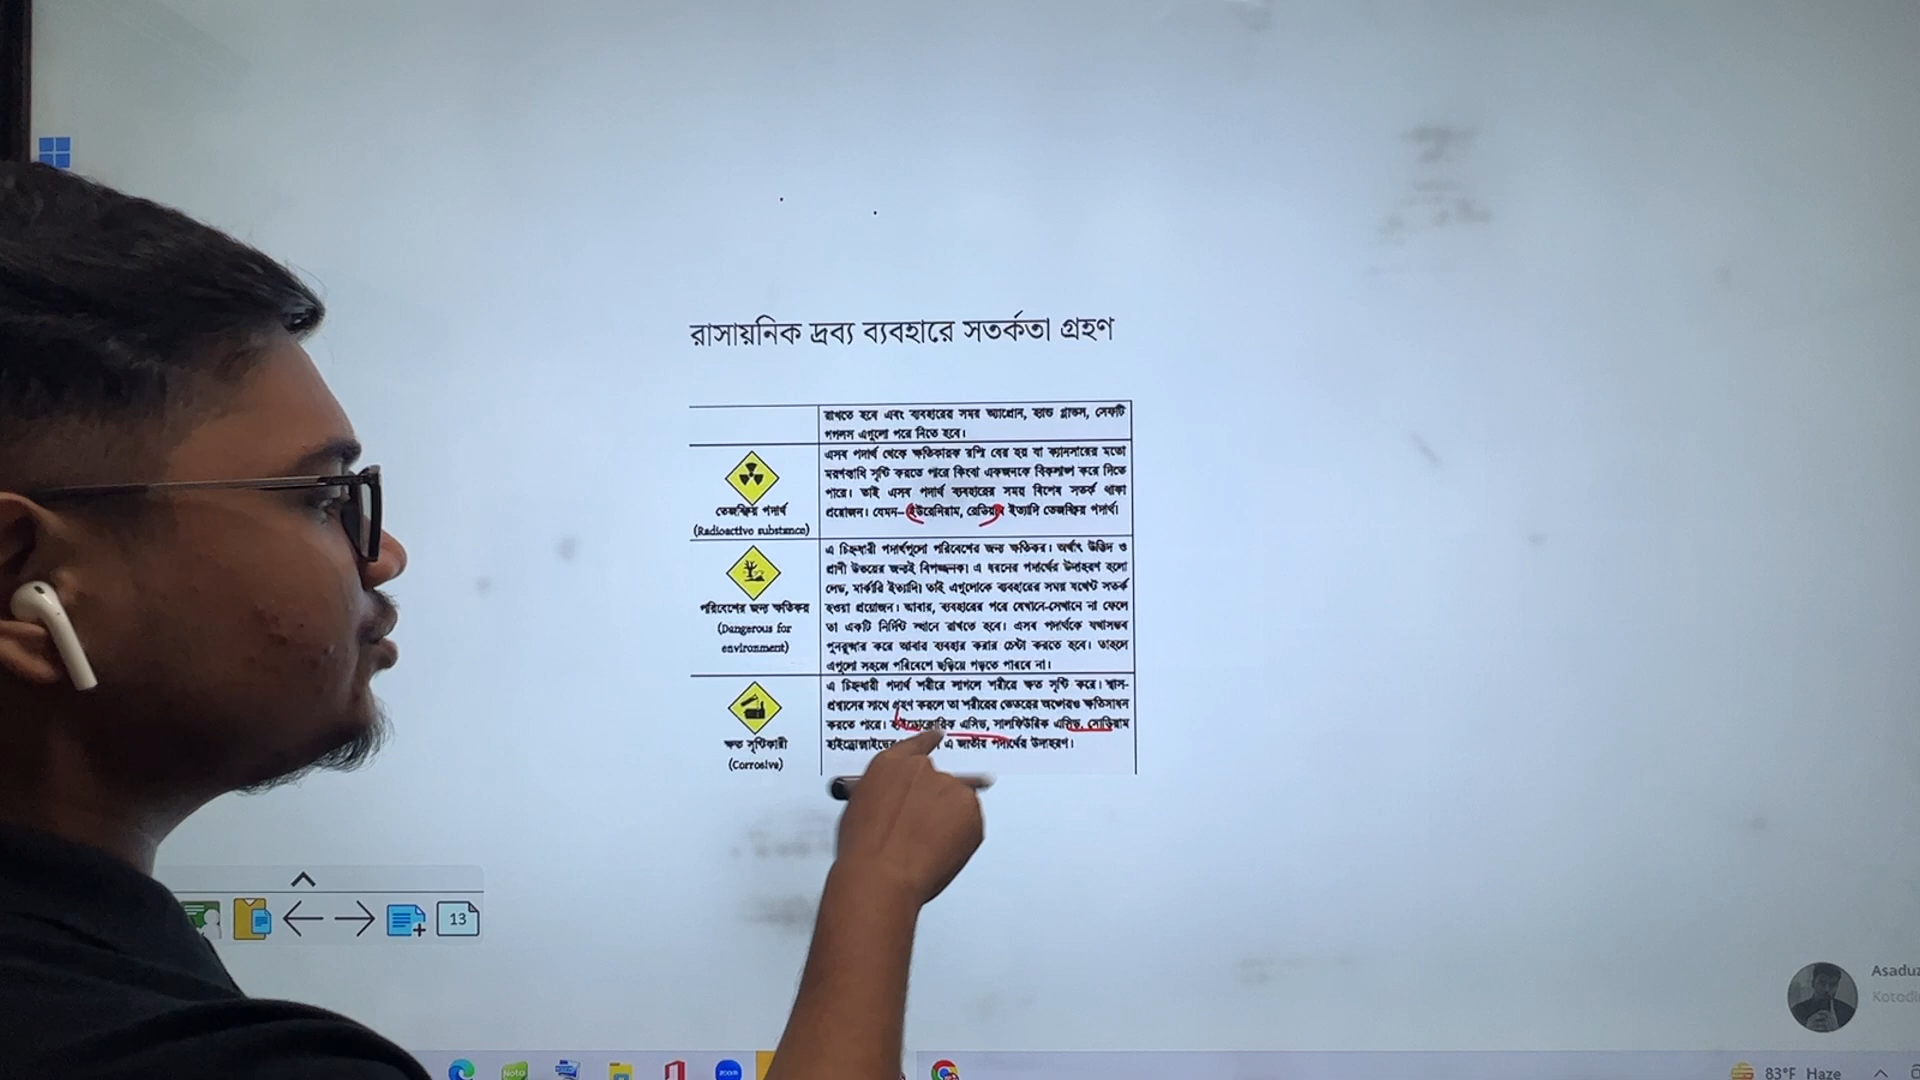 রাসায়নিক দ্রব্য ব্যবহারে সতর্কতা গ্রহণ
রাখতে হবে এবং ব্যবহারের সময় অ্যাপ্রোন, হ্যান্ড গ্লাভস, সেফটি
গগলস এগুলো পরে নিতে হবে।
তেজস্ক্রিয় পদার্থ
(Radioactive substance)
এসব পদার্থ থেকে ক্ষতিকারক রশ্মি বের হয় যা ক্যানসারের মতো
মরণব্যাধি সৃষ্টি করতে পারে কিংবা একজনকে বিকলাঙ্গ করে দিতে
পারে। তাই এসব পদার্থ ব্যবহারের সময় বিশেষ সতর্ক থাকা
প্রয়োজন। যেমন– ইউরেনিয়াম, রেডিয়াম ইত্যাদি তেজস্ক্রিয় পদার্থ।
পরিবেশের জন্য ক্ষতিকর
(Dangerous for
environment)
এ চিহ্নধারী পদার্থগুলো পরিবেশের জন্য ক্ষতিকর। অর্থাৎ উদ্ভিদ ও
প্রাণী উভয়ের জন্যই বিপজ্জনক। এ ধরনের পদার্থের উদাহরণ হলো
লেড, মার্কারি ইত্যাদি। তাই এগুলোকে ব্যবহারের সময় যথেষ্ট সতর্ক
হওয়া প্রয়োজন। আবার, ব্যবহারের পরে যেখানে-সেখানে না ফেলে
তা একটি নির্দিষ্ট স্থানে রাখতে হবে। এসব পদার্থকে যথাসম্ভব
পুনরুদ্ধার করে আবার ব্যবহার করার চেষ্টা করতে হবে। তাহলে
এগুলো সহজে পরিবেশে ছড়িয়ে পড়তে পারবে না।
ক্ষত সৃষ্টিকারী
(Corrosive)
এ চিহ্নধারী পদার্থ শরীরে লাগলে শরীরে ক্ষত সৃষ্টি করে। শ্বাস-
প্রশ্বাসের সাথে গ্রহণ করলে তা শরীরের ভেতরের অঙ্গেরও ক্ষতিসাধন
করতে পারে। হাইড্রোক্লোরিক এসিড, সালফিউরিক এসিড, সোডিয়াম
হাইড্রোক্সাইডের এ জাতীয় পদার্থের উদাহরণ।
13
Asaduz
Kotodi
zoom
83°F Haze